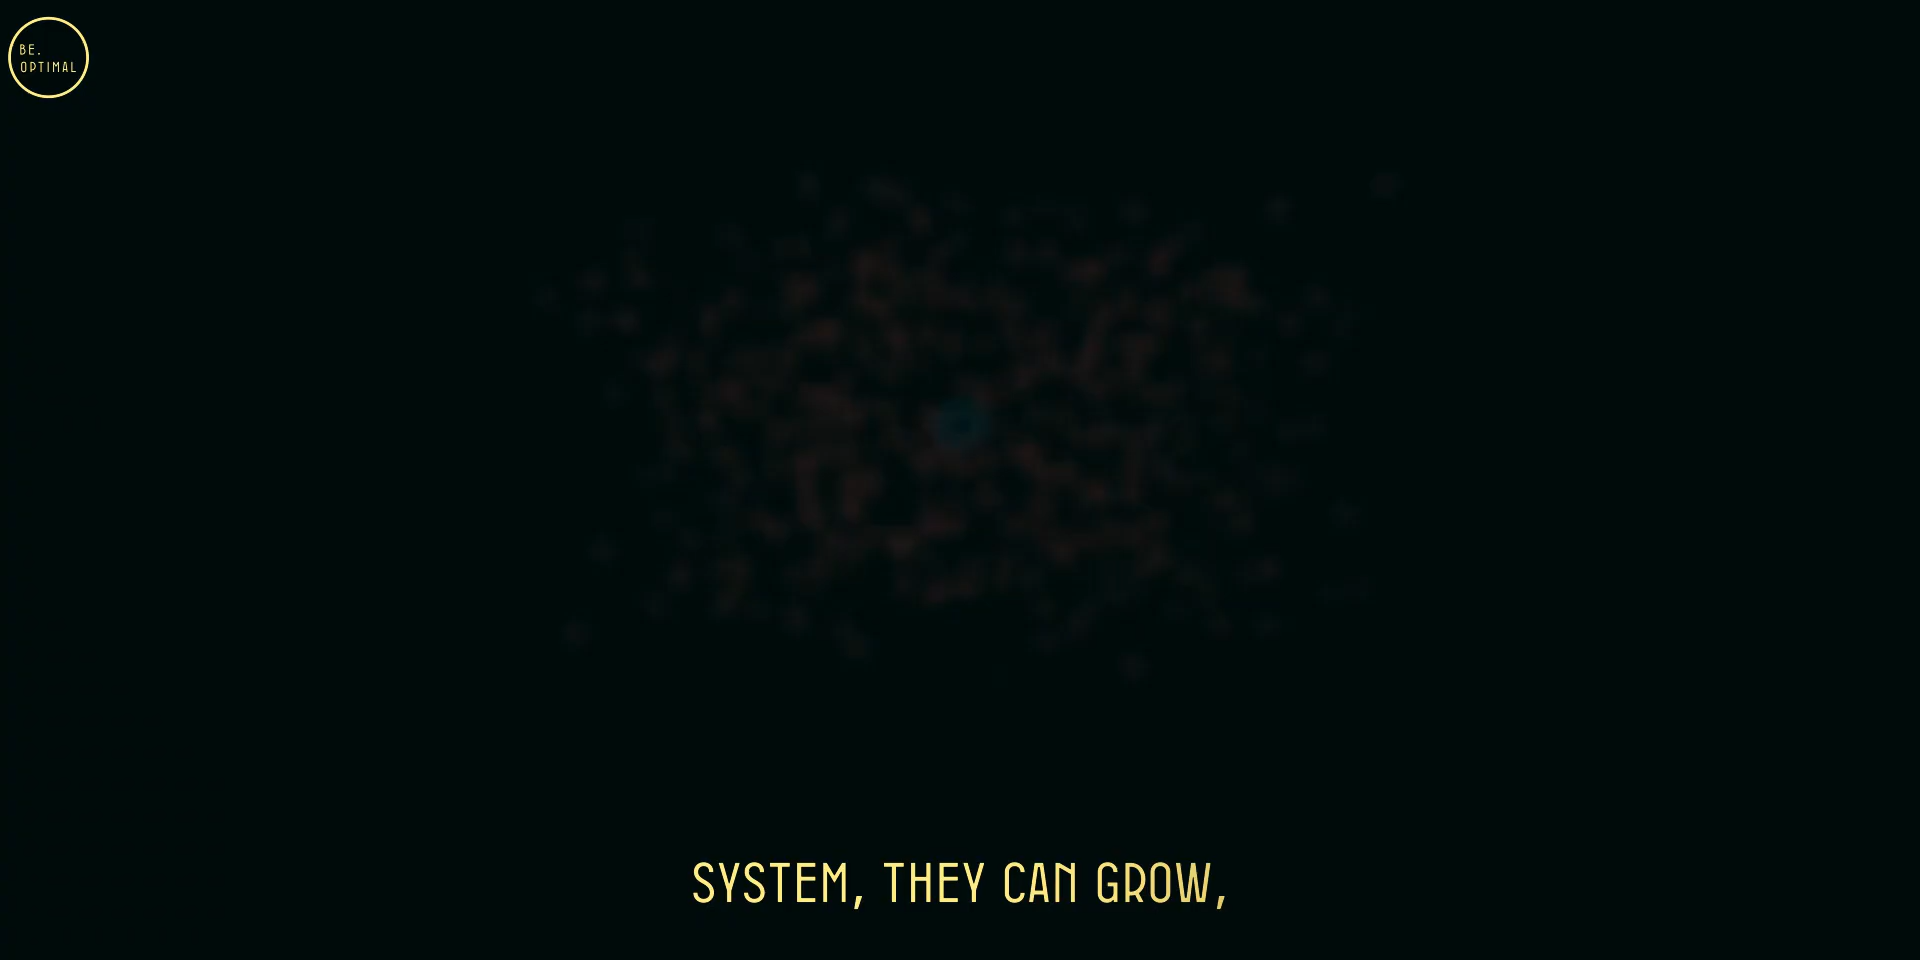 BE.
OPTIMAL
SYSTEM, THEY CAN GROW,